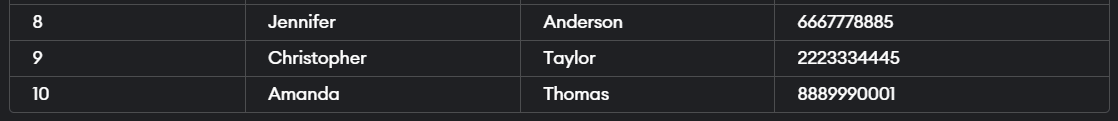 8 Jennifer Anderson 6667778885
9 Christopher Taylor 2223334445
10 Amanda Thomas 8889990001